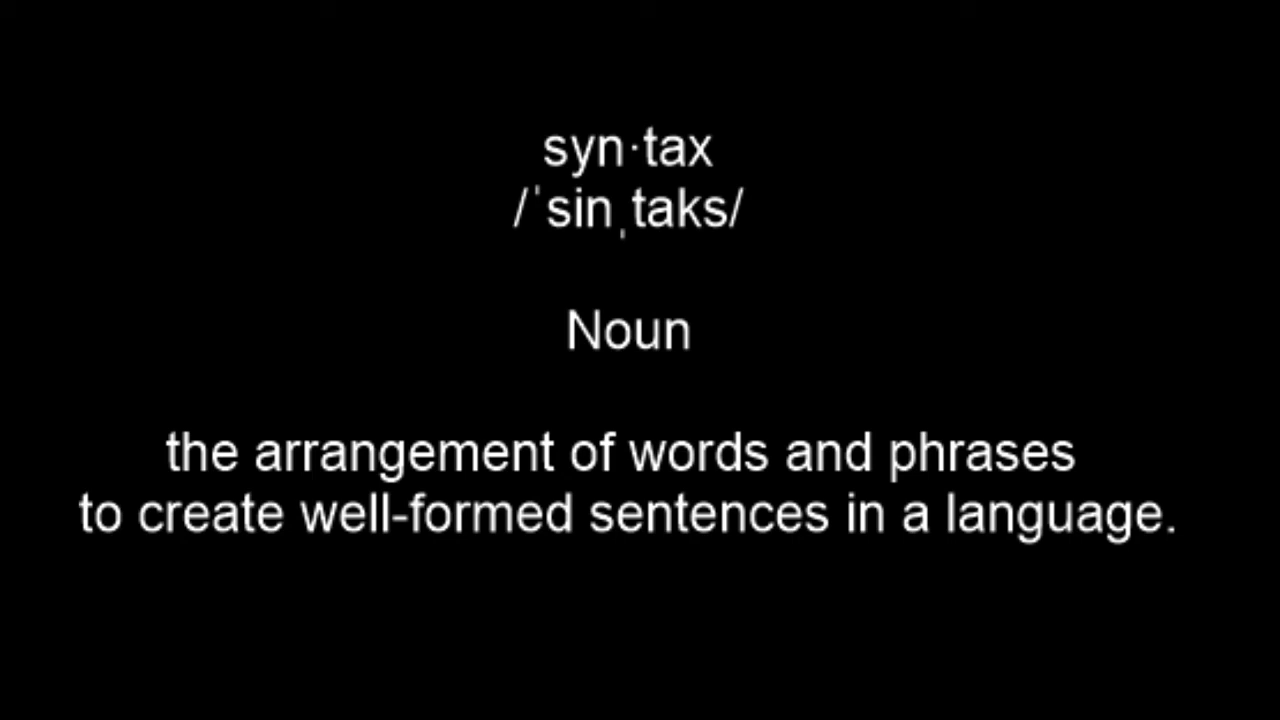 syn·tax
/ˈsinˌtaks/
Noun
the arrangement of words and phrases
to create well-formed sentences in a language.